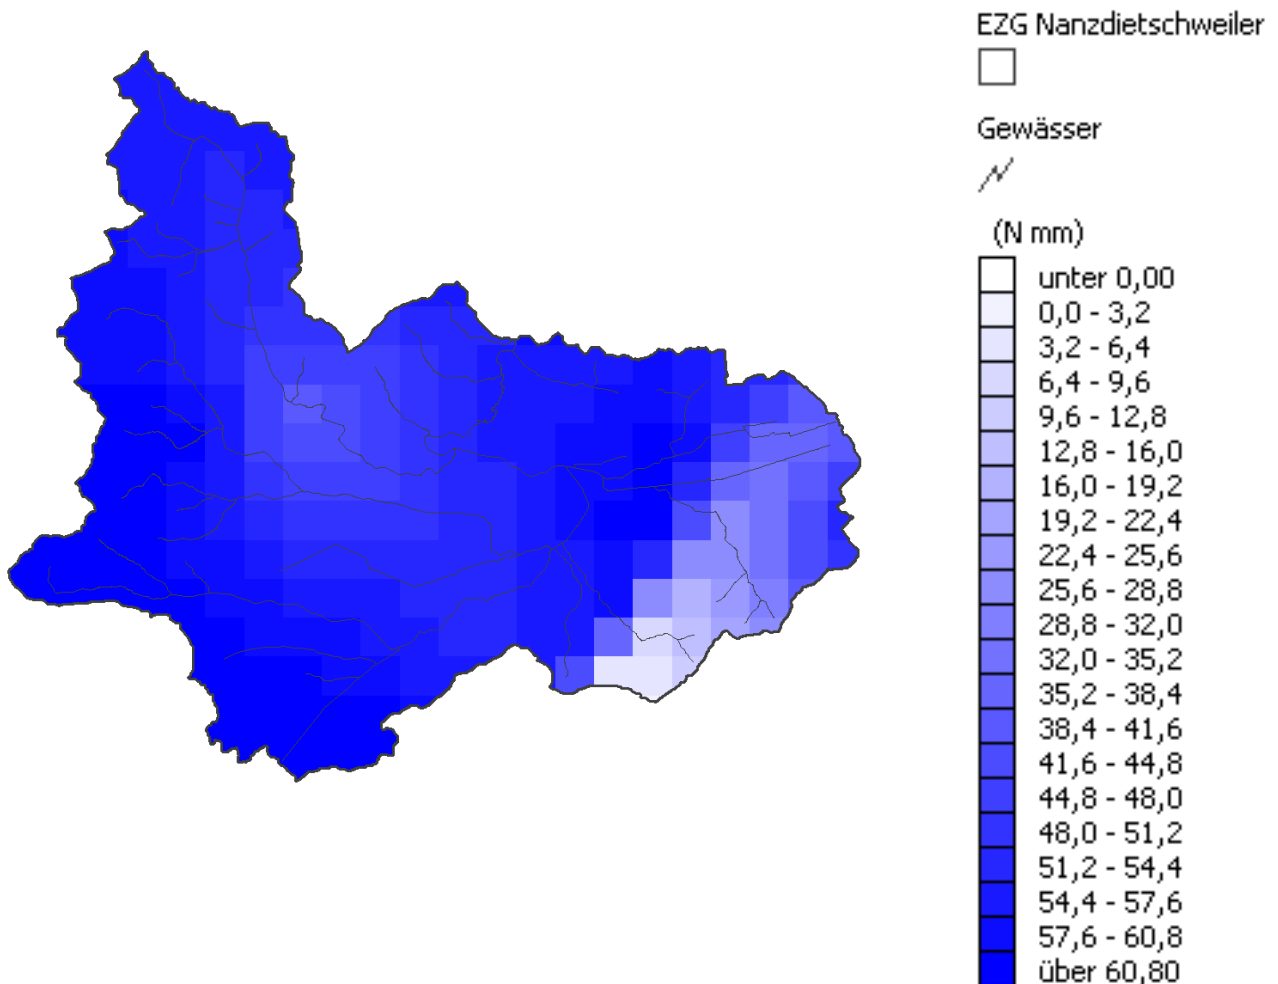 EZG Nanzdietschweiler
Gewässer
(N mm)
unter 0,00
0,0 - 3,2
3,2 - 6,4
6,4 - 9,6
9,6 - 12,8
12,8 - 16,0
16,0 - 19,2
19,2 - 22,4
22,4 - 25,6
25,6 - 28,8
28,8 - 32,0
32,0 - 35,2
35,2 - 38,4
38,4 - 41,6
41,6 - 44,8
44,8 - 48,0
48,0 - 51,2
51,2 - 54,4
54,4 - 57,6
57,6 - 60,8
über 60,80